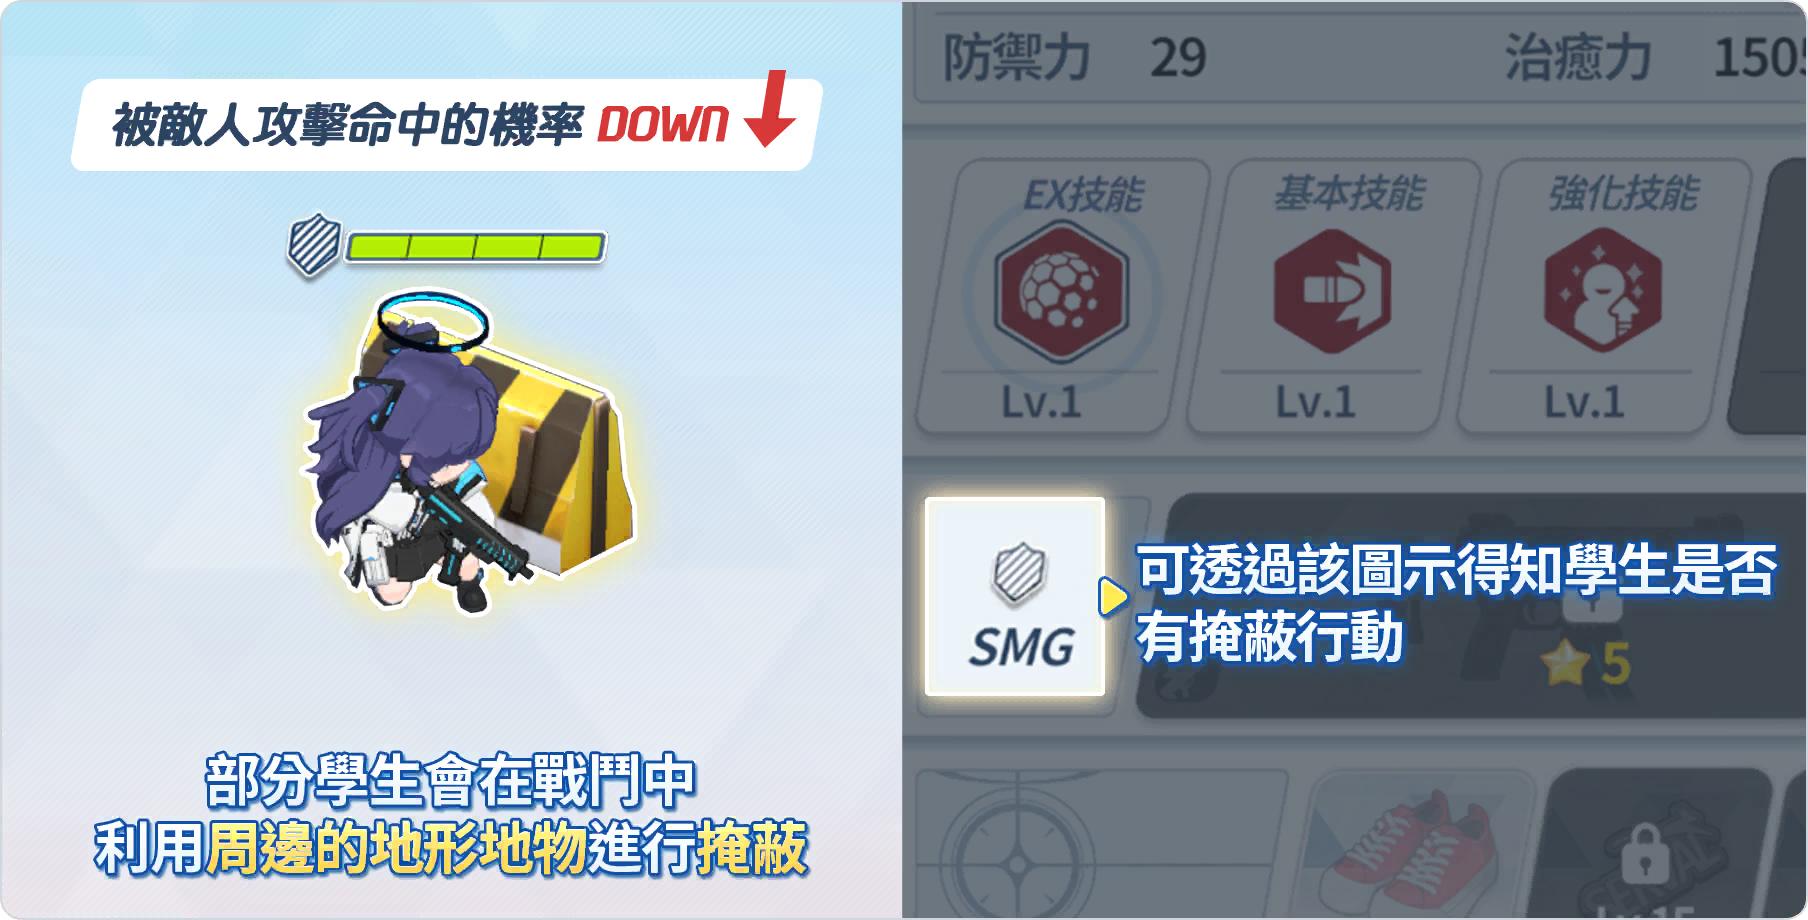 被敵人攻擊命中的機率 DOWN
部分學生會在戰鬥中
利用周邊的地形地物進行掩蔽
防禦力 29 治癒力
EX技能 基本技能 強化技能
Lv.1 Lv.1 Lv.1
SMG
可透過該圖示得知學生是否
有掩蔽行動
5